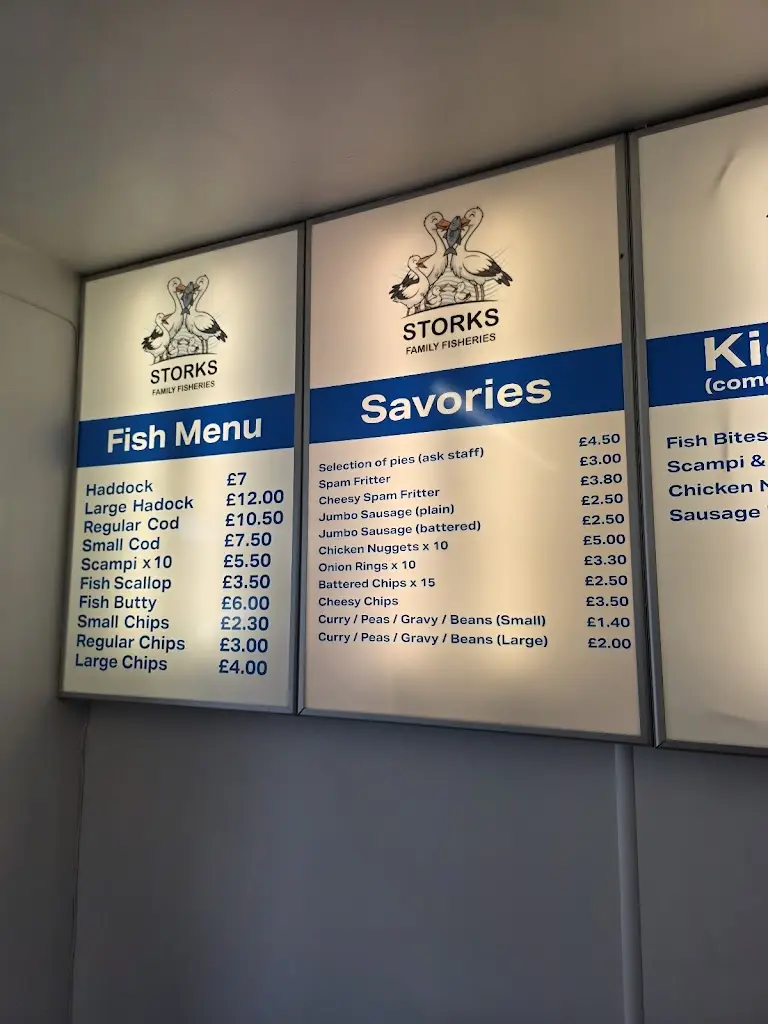 STORKS
FAMILY FISHERIES
Fish Menu
Haddock £7
Large Hadock £12.00
Regular Cod £10.50
Small Cod £7.50
Scampi x10 £5.50
Fish Scallop £3.50
Fish Butty £6.00
Small Chips £2.30
Regular Chips £3.00
Large Chips £4.00
STORKS
FAMILY FISHERIES
Savories
Selection of pies (ask staff) £4.50
Spam Fritter £3.00
Cheesy Spam Fritter £3.80
Jumbo Sausage (plain) £2.50
Jumbo Sausage (battered) £2.50
Chicken Nuggets x 10 £5.00
Onion Rings x 10 £3.30
Battered Chips x 15 £2.50
Cheesy Chips £3.50
Curry / Peas / Gravy / Beans (Small) £1.40
Curry / Peas / Gravy / Beans (Large) £2.00
Ki
(com
Fish Bites
Scampi &
Chicken N
Sausage